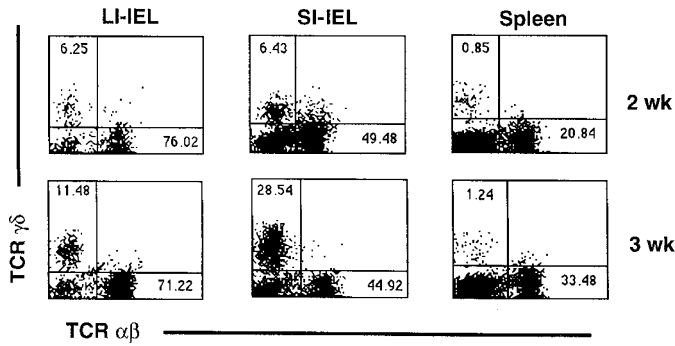 LI-IEL SI-IEL Spleen
6.25 6.43 0.85
76.02 49.48 20.84
2 wk
11.48 28.54 1.24
71.22 44.92 33.48
3 wk
TCR γδ
TCR αβ